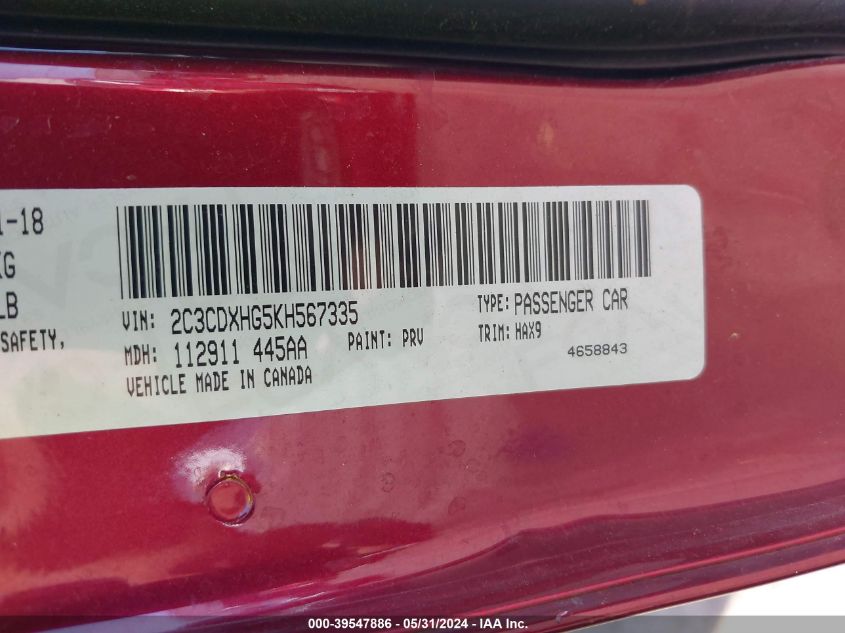 1-18
KG
LB
SAFETY,
VIN: 2C3CDXHG5KH567335
TYPE: PASSENGER CAR
MDH: 112911 445AA
PAINT: PRV
TRIM: HAX9
VEHICLE MADE IN CANADA
4658843
000-39547886 - 05/31/2024 - IAA Inc.